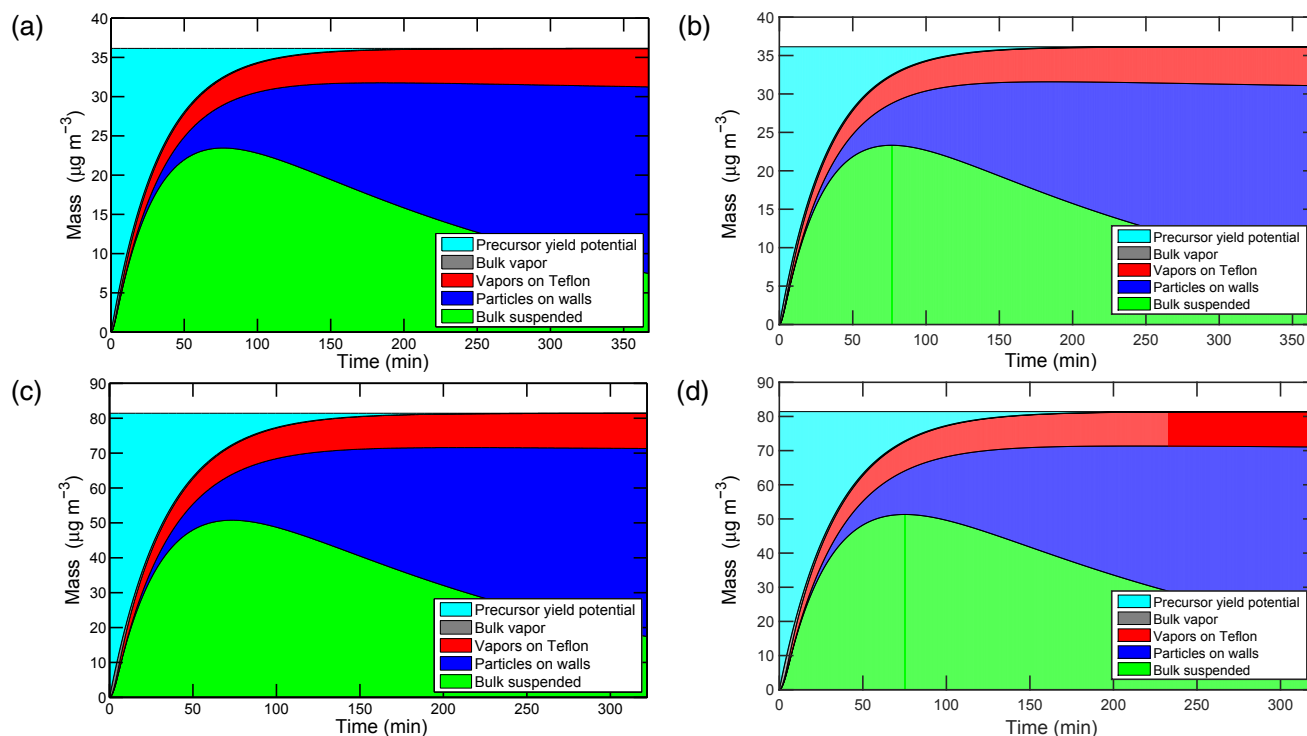 (a)
40
35
30
25
20
15
10
5
0
Mass (µg m−3)
0 50 100 150 200 250 300 350
Time (min)
Precursor yield potential
Bulk vapor
Vapors on Teflon
Particles on walls
Bulk suspended
(b)
40
35
30
25
20
15
10
5
0
Mass (µg m−3)
0 50 100 150 200 250 300 350
Time (min)
Precursor yield potential
Bulk vapor
Vapors on Teflon
Particles on walls
Bulk suspended
(c)
90
80
70
60
50
40
30
20
10
0
Mass (µg m−3)
0 50 100 150 200 250 300
Time (min)
Precursor yield potential
Bulk vapor
Vapors on Teflon
Particles on walls
Bulk suspended
(d)
90
80
70
60
50
40
30
20
10
0
Mass (µg m−3)
0 50 100 150 200 250 300
Time (min)
Precursor yield potential
Bulk vapor
Vapors on Teflon
Particles on walls
Bulk suspended